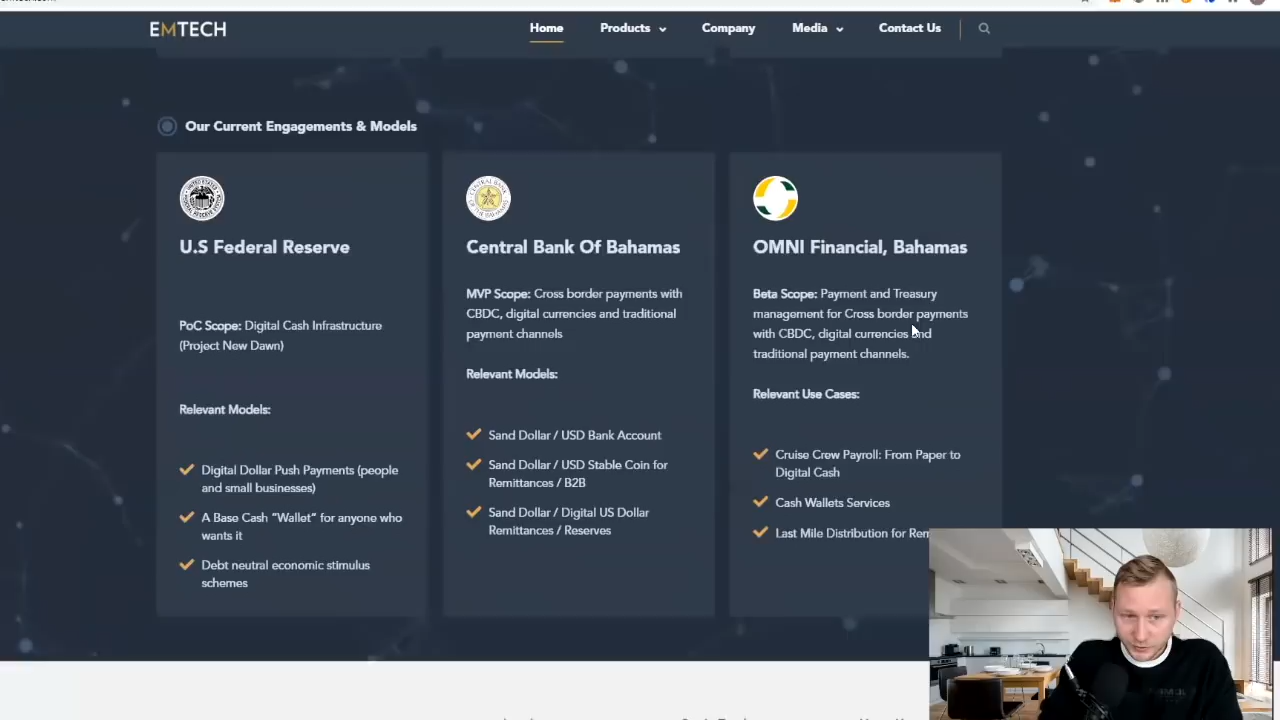 EMTECH
Home
Products
Company
Media
Contact Us
Our Current Engagements & Models
U.S Federal Reserve
PoC Scope: Digital Cash Infrastructure
(Project New Dawn)
Relevant Models:
Digital Dollar Push Payments (people
and small businesses)
A Base Cash “Wallet” for anyone who
wants it
Debt neutral economic stimulus
schemes
Central Bank Of Bahamas
MVP Scope: Cross border payments with
CBDC, digital currencies and traditional
payment channels
Relevant Models:
Sand Dollar / USD Bank Account
Sand Dollar / USD Stable Coin for
Remittances / B2B
Sand Dollar / Digital US Dollar
Remittances / Reserves
OMNI Financial, Bahamas
Beta Scope: Payment and Treasury
management for Cross border payments
with CBDC, digital currencies and
traditional payment channels.
Relevant Use Cases:
Cruise Crew Payroll: From Paper to
Digital Cash
Cash Wallets Services
Last Mile Distribution for